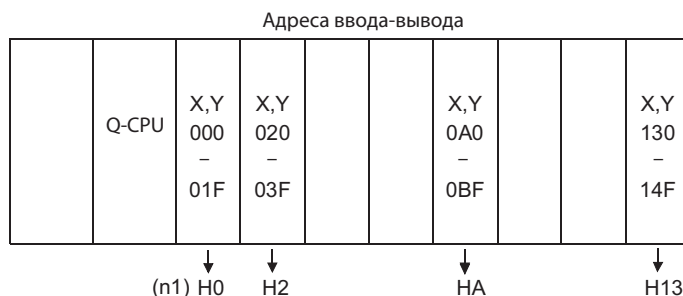 Адреса ввода-вывода
Q-CPU
X,Y
000
–
01F
X,Y
020
–
03F
X,Y
0A0
–
0BF
X,Y
130
–
14F
(n1) H0 H2 HA H13